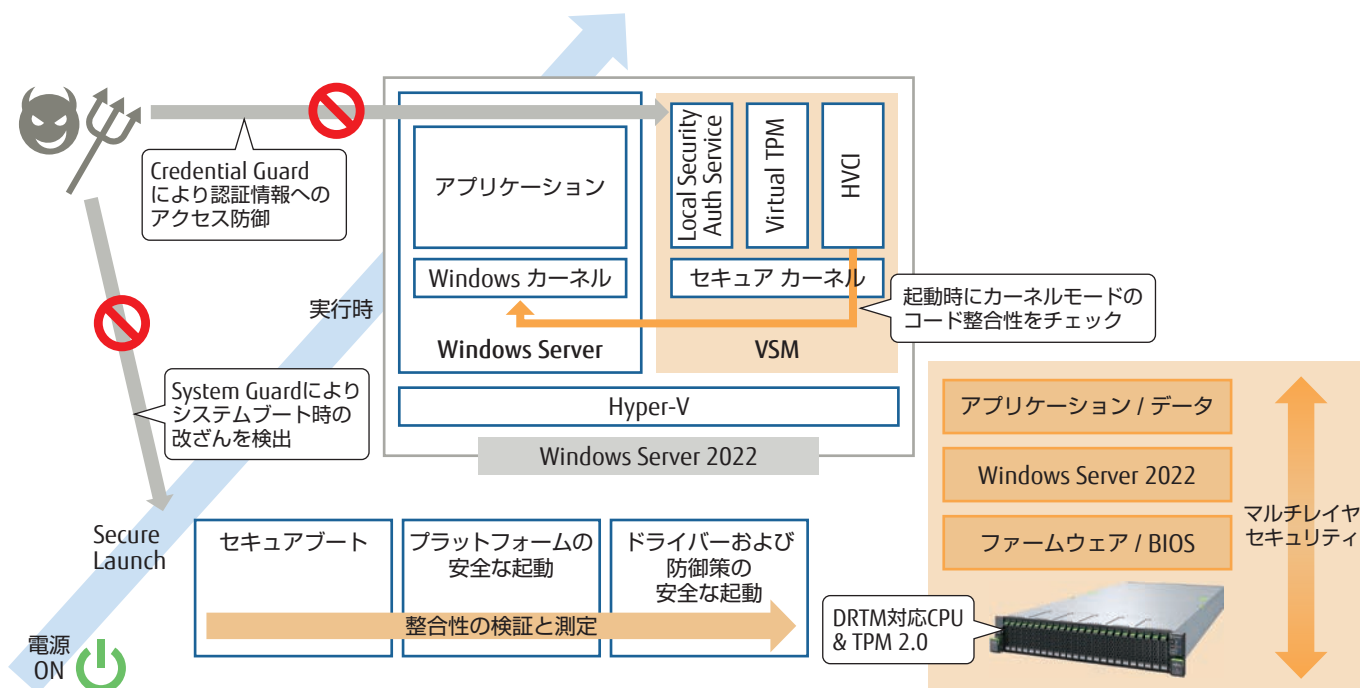 Credential Guard
により認証情報への
アクセス防御
アプリケーション
Windows カーネル
Windows Server
Local Security
Auth Service
Virtual TPM
HVCI
セキュア カーネル
VSM
起動時にカーネルモードの
コード整合性をチェック
実行時
Hyper-V
Windows Server 2022
System Guardにより
システムブート時の
改ざんを検出
Secure
Launch
セキュアブート
プラットフォームの
安全な起動
ドライバーおよび
防御策の
安全な起動
整合性の検証と測定
電源
ON
アプリケーション / データ
Windows Server 2022
ファームウェア / BIOS
マルチレイヤ
セキュリティ
DRTM対応CPU
& TPM 2.0